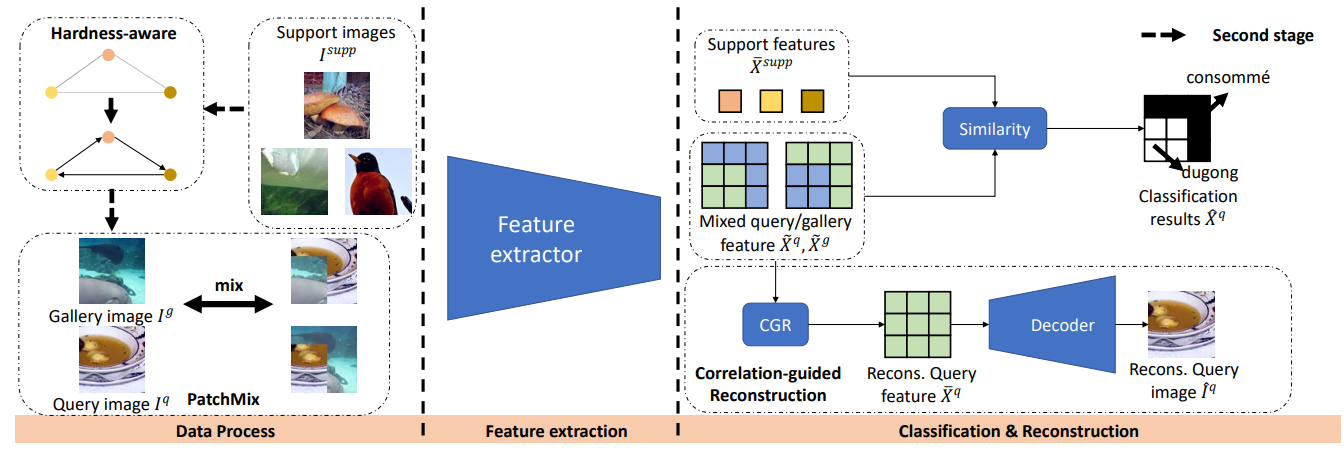 Hardness-aware
Support images
I^{supp}
Gallery image I^g
mix
Query image I^q
PatchMix
Data Process
Feature
extractor
Feature extraction
Support features
X̄^{supp}
Mixed query/gallery
feature X̃^q, X̃^g
Similarity
Second stage
consommé
dugong
Classification
results X̂^q
CGR
Correlation-guided
Reconstruction
Recons. Query
feature X̄^q
Decoder
Recons. Query
image Î^q
Classification & Reconstruction